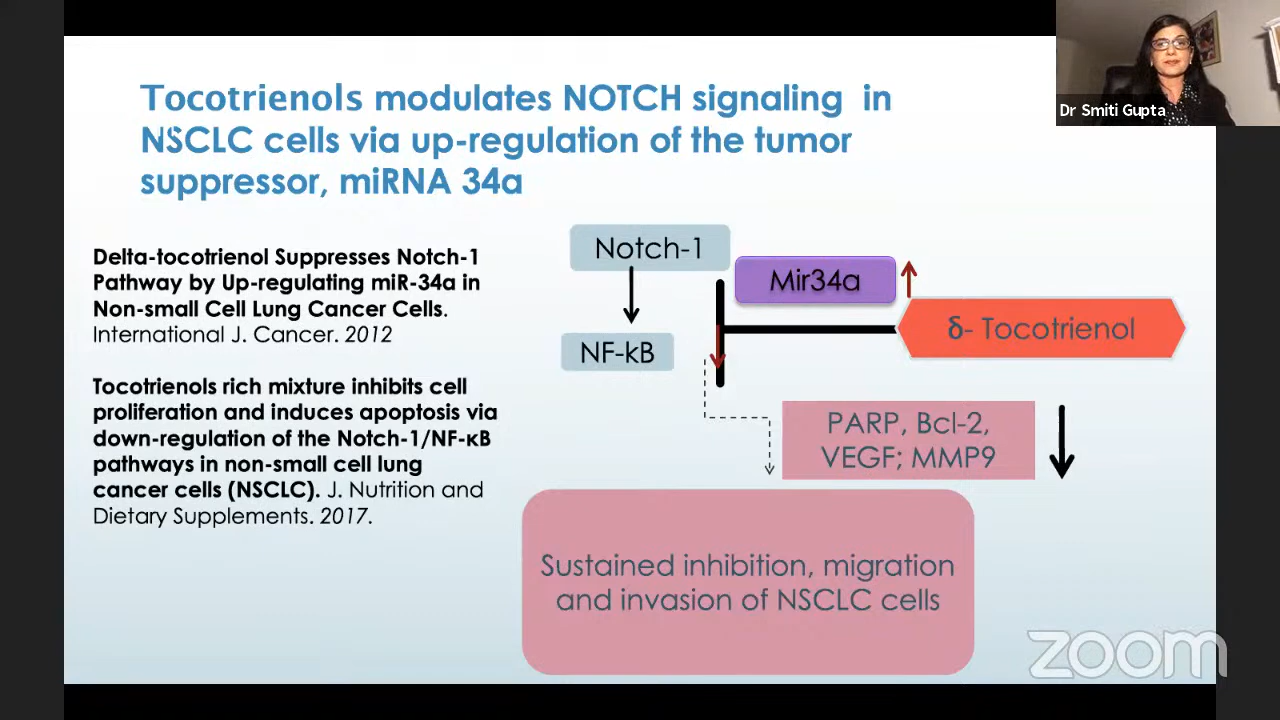 Dr Smiti Gupta
Tocotrienols modulates NOTCH signaling in
NSCLC cells via up-regulation of the tumor
suppressor, miRNA 34a
Delta-tocotrienol Suppresses Notch-1
Pathway by Up-regulating miR-34a in
Non-small Cell Lung Cancer Cells.
International J. Cancer. 2012
Tocotrienols rich mixture inhibits cell
proliferation and induces apoptosis via
down-regulation of the Notch-1/NF-κB
pathways in non-small cell lung
cancer cells (NSCLC). J. Nutrition and
Dietary Supplements. 2017.
Notch-1
Mir34a
δ- Tocotrienol
NF-kB
PARP, Bcl-2,
VEGF; MMP9
Sustained inhibition, migration
and invasion of NSCLC cells
zoom